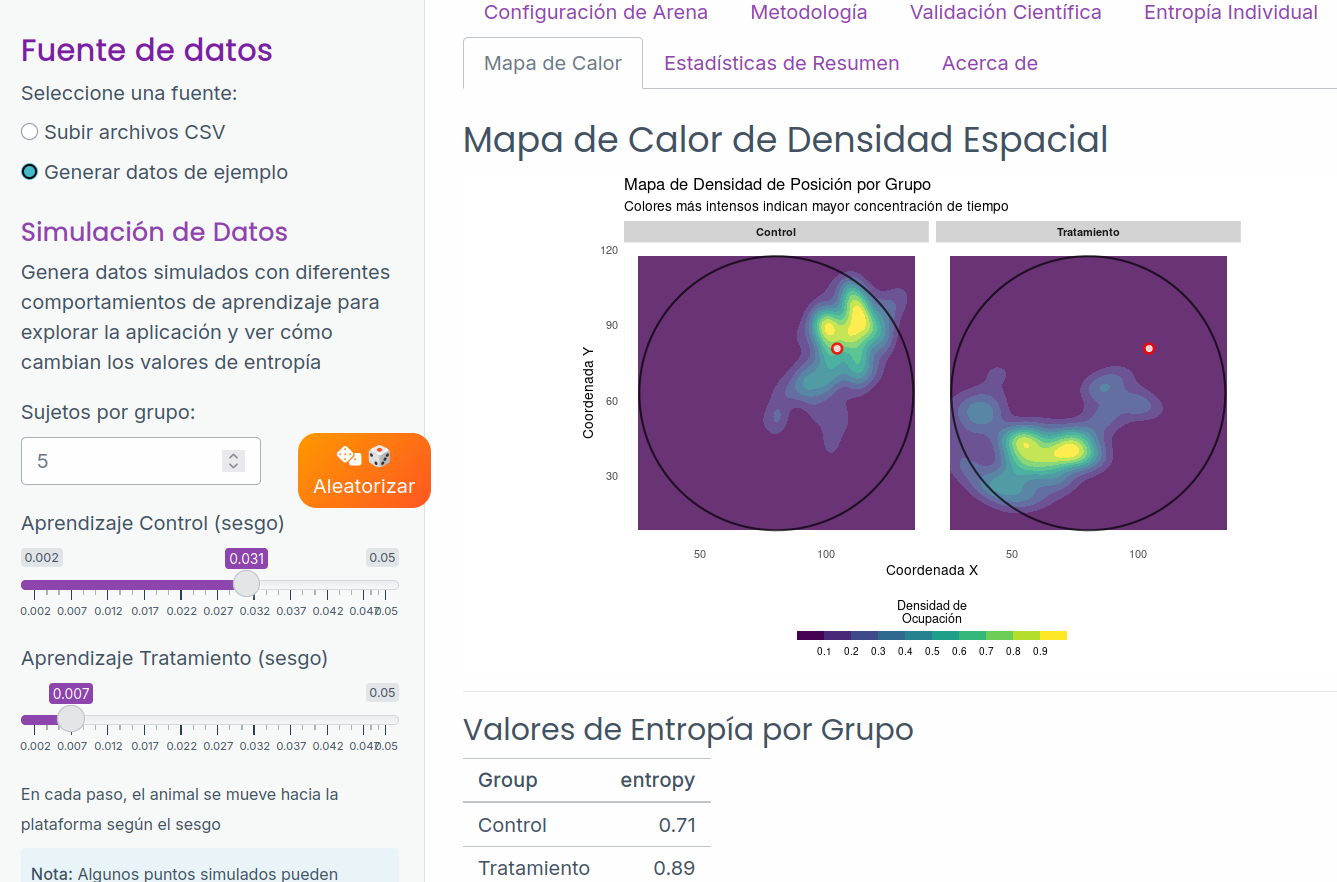 Configuración de Arena
Metodología
Validación Científica
Entropía Individual
Mapa de Calor
Estadísticas de Resumen
Acerca de
Fuente de datos
Seleccione una fuente:
Subir archivos CSV
Generar datos de ejemplo
Simulación de Datos
Genera datos simulados con diferentes
comportamientos de aprendizaje para
explorar la aplicación y ver cómo
cambian los valores de entropía
Sujetos por grupo:
5
Aleatorizar
Aprendizaje Control (sesgo)
0.002
0.031
0.05
0.002 0.007 0.012 0.017 0.022 0.027 0.032 0.037 0.042 0.047 0.05
Aprendizaje Tratamiento (sesgo)
0.007
0.05
0.002 0.007 0.012 0.017 0.022 0.027 0.032 0.037 0.042 0.047 0.05
En cada paso, el animal se mueve hacia la
plataforma según el sesgo
Nota: Algunos puntos simulados pueden
Mapa de Calor de Densidad Espacial
Mapa de Densidad de Posición por Grupo
Colores más intensos indican mayor concentración de tiempo
Control
Tratamiento
120
90
60
30
Coordenada Y
50 100
50 100
Coordenada X
Densidad de
Ocupación
0.1 0.2 0.3 0.4 0.5 0.6 0.7 0.8 0.9
Valores de Entropía por Grupo
Group entropy
Control 0.71
Tratamiento 0.89